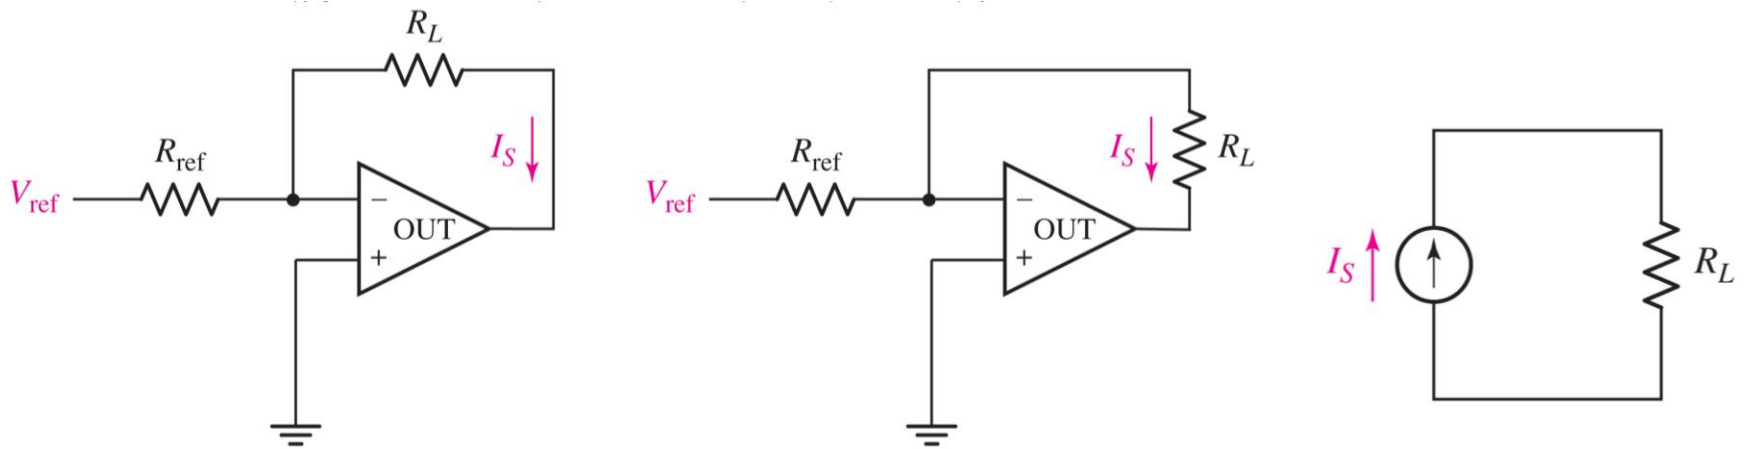 R_L
I_S
R_ref
V_ref
−
OUT
+
R_ref
V_ref
I_S
R_L
−
OUT
+
I_S
R_L